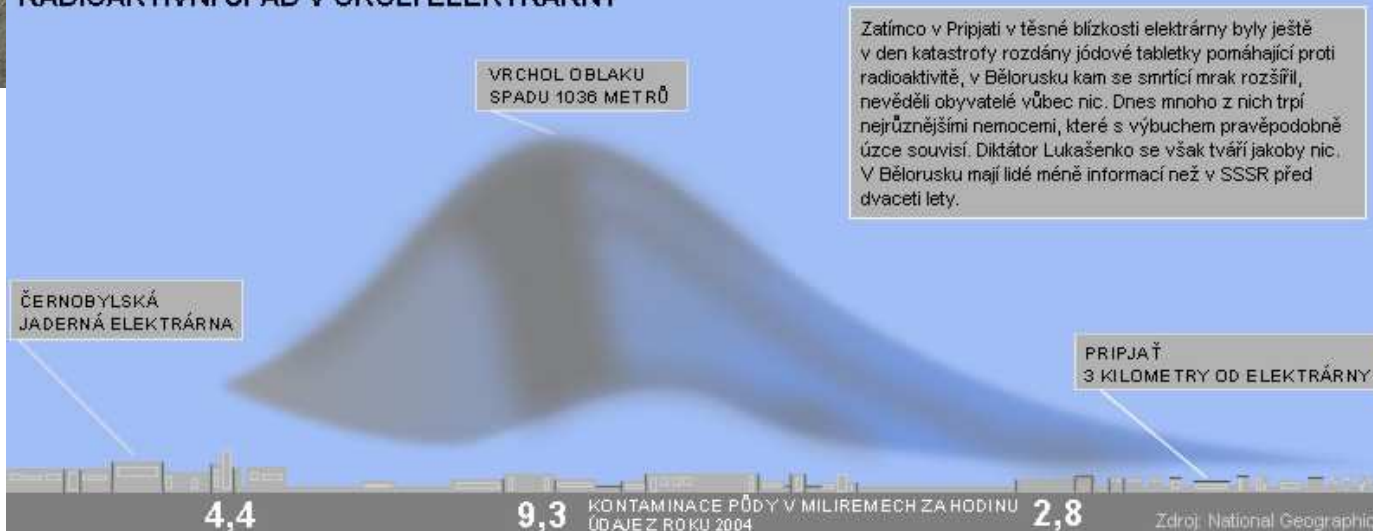 RADIOAKTIVNÍ SPAD V OKOLÍ ELEKTRÁRNY
Zatímco v Pripjati v těsné blízkosti elektrárny byly ještě
v den katastrofy rozdány jódové tabletky pomáhající proti
radioaktivitě, v Bělorusku kam se smrtící mrak rozšířil,
nevěděli obyvatelé vůbec nic. Dnes mnoho z nich trpí
nejrůznějšími nemocemi, které s výbuchem pravěpodobně
úzce souvisí. Diktátor Lukašenko se však tváří jakoby nic.
V Bělorusku mají lidé méně informací než v SSSR před
dvaceti lety.
VRCHOL OBLAKU
SPADU 1036 METRŮ
ČERNOBYLSKÁ
JADERNÁ ELEKTRÁRNA
PRIPJAŤ
3 KILOMETRY OD ELEKTRÁRNY
4,4
9,3
KONTAMINACE PŮDY V MILIREMECH ZA HODINU
ÚDAJE Z ROKU 2004
2,8
Zdroj: National Geographic